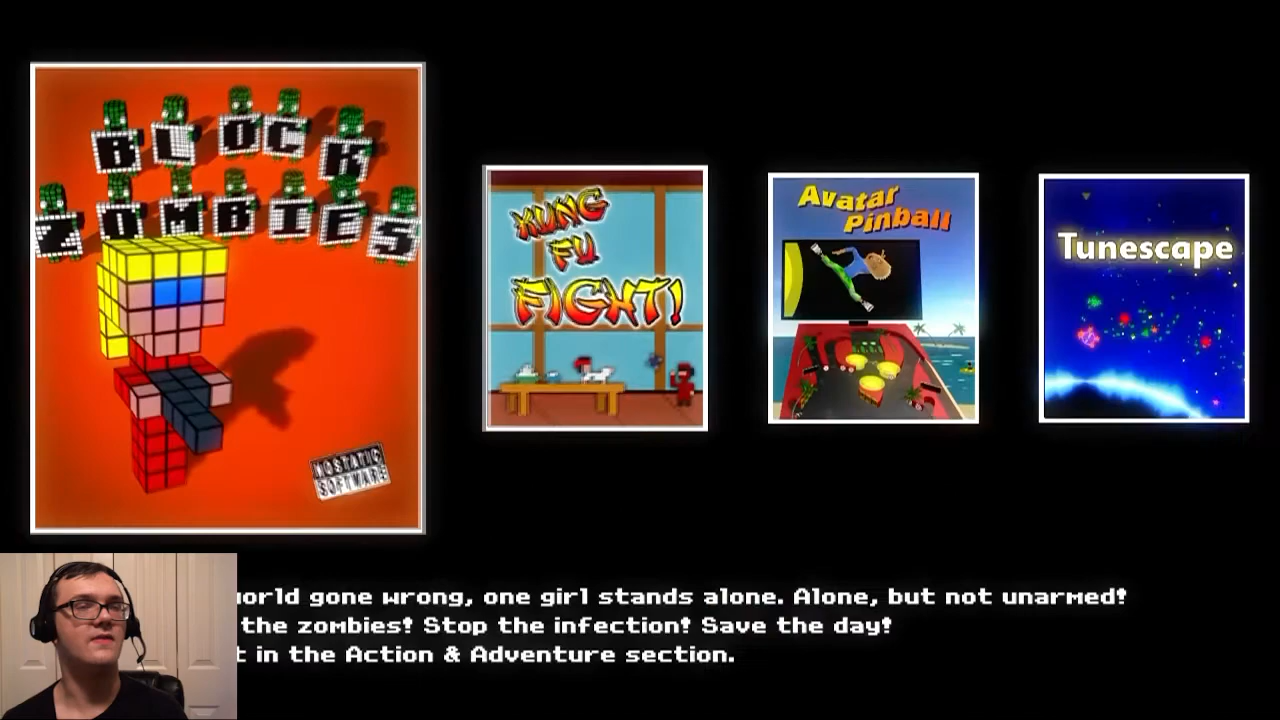 BLOCK
ZOMBIES
NOSTATIC
SOFTWARE
KUNG
FU
FIGHT!
Avatar
Pinball
Tunescape
world gone wrong, one girl stands alone. Alone, but not unarmed!
the zombies! Stop the infection! Save the day!
in the Action & Adventure section.